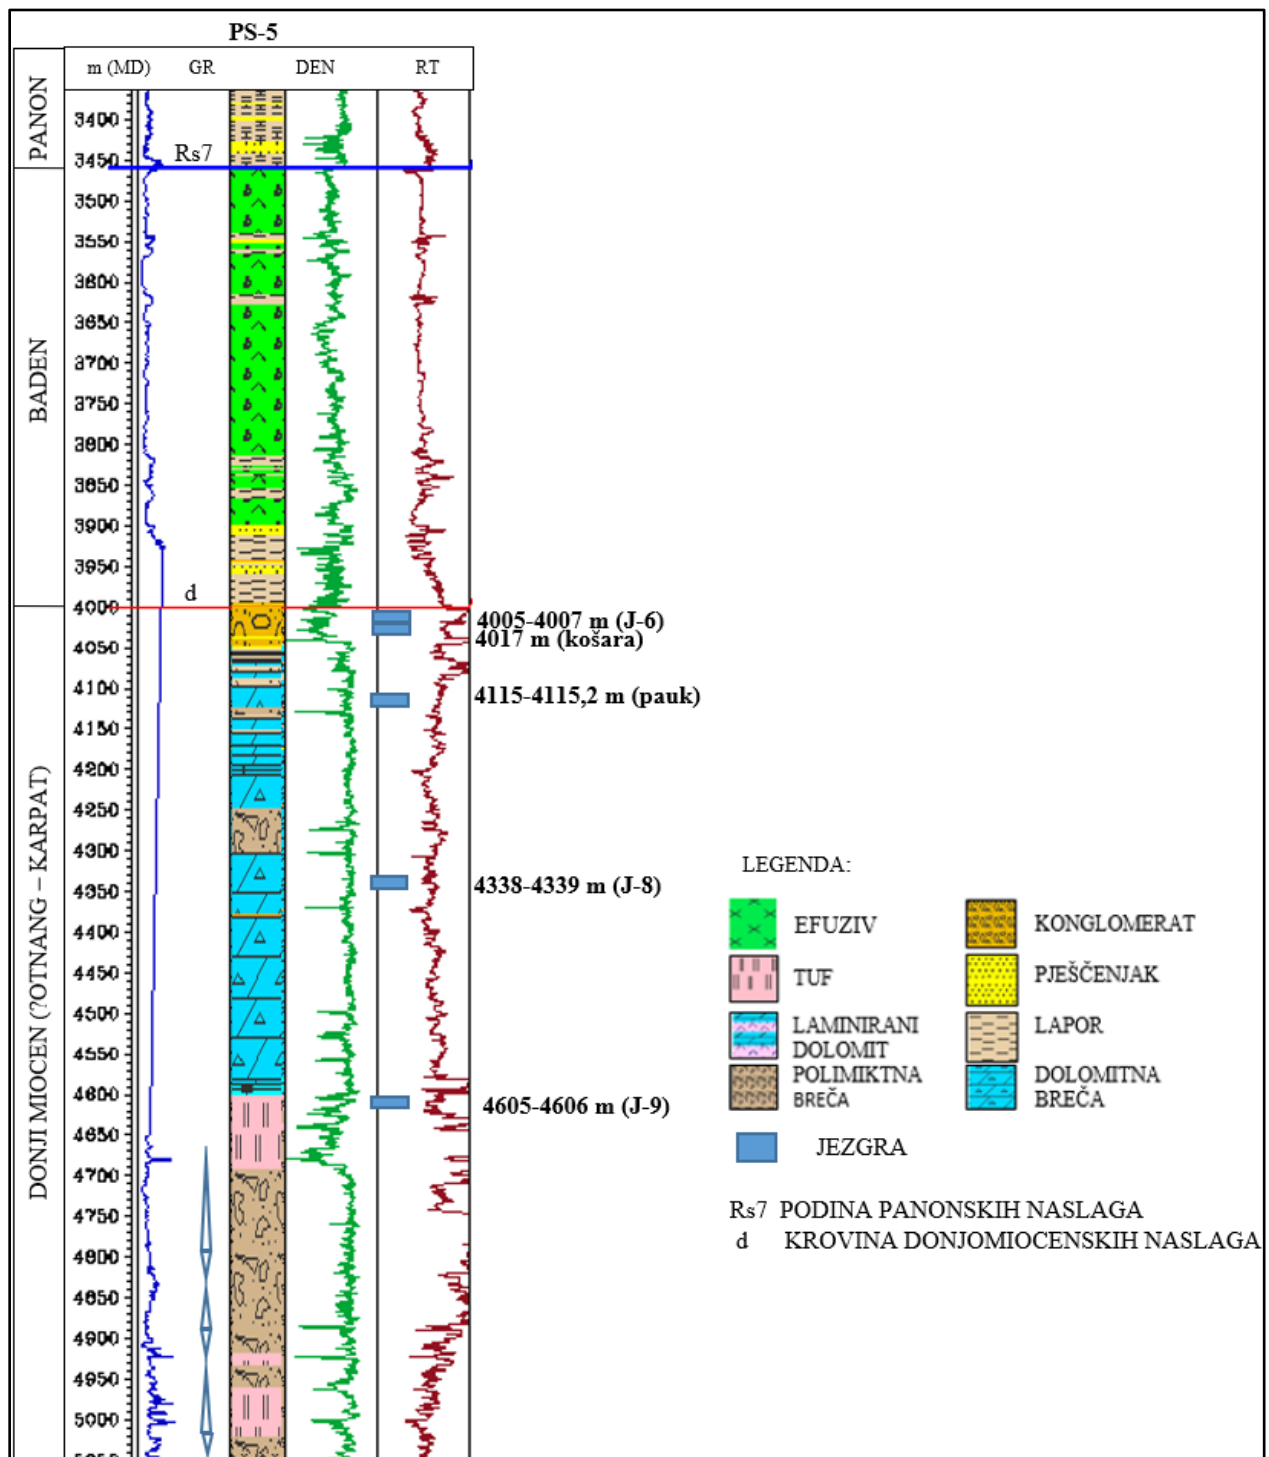 PS-5
m (MD) GR DEN RT
PANON
3400
3450
Rs7
BADEN
3500
3550
3600
3650
3700
3750
3800
3850
3900
3950
d
4000
DONJI MIOCEN (?OTNANG – KARPAT)
4005-4007 m (J-6)
4017 m (košara)
4050
4100
4115-4115,2 m (pauk)
4150
4200
4250
4300
4338-4339 m (J-8)
4350
4400
4450
4500
4550
4600
4605-4606 m (J-9)
4650
4700
4750
4800
4850
4900
4950
5000
LEGENDA:
EFUZIV
KONGLOMERAT
TUF
PJEŠČENJAK
LAMINIRANI
DOLOMIT
LAPOR
POLIMIKTNA
BREČA
DOLOMITNA
BREČA
JEZGRA
Rs7 PODINA PANONSKIH NASLAGA
d KROVINA DONJOMIOCENSKIH NASLAGA